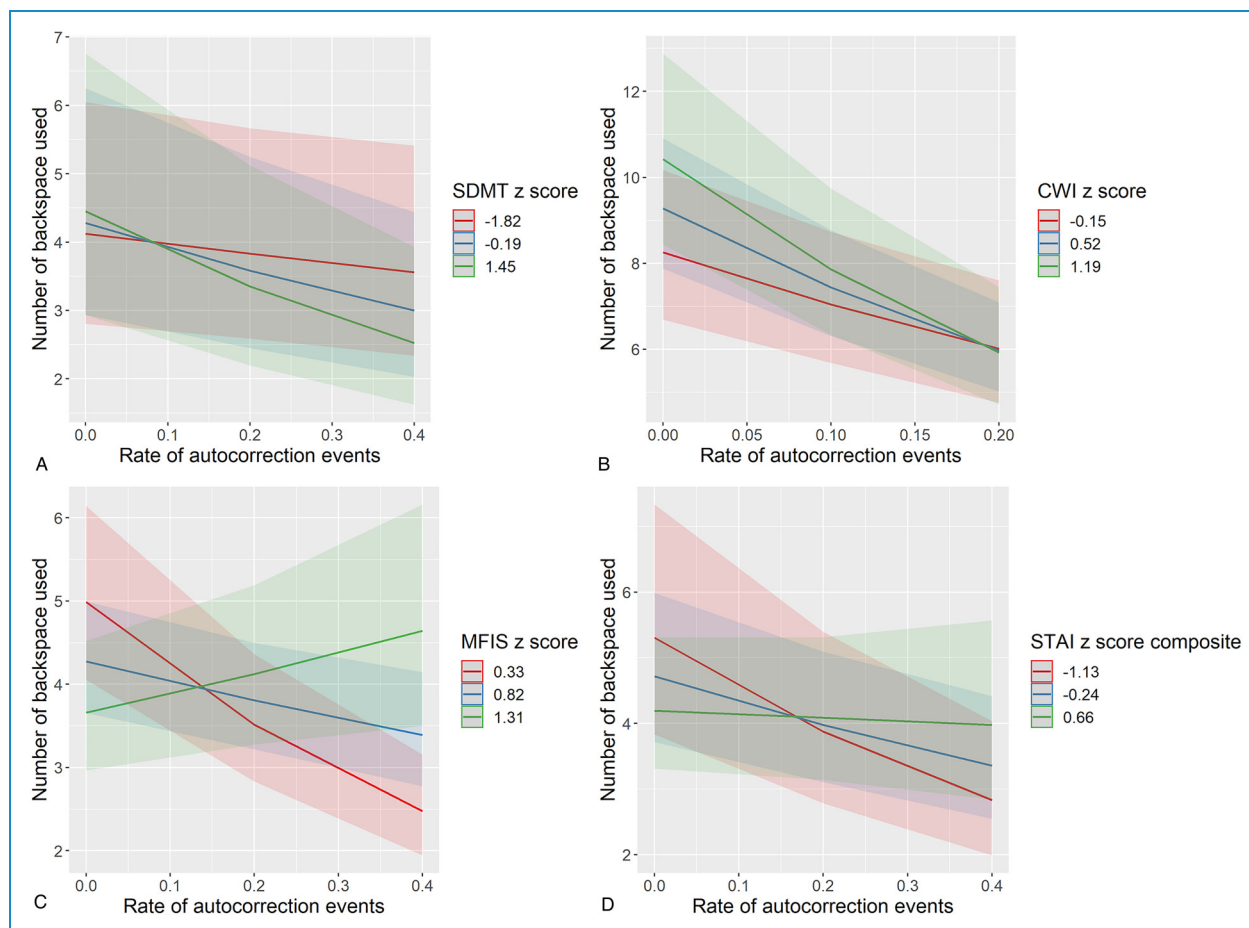 7
6
5
4
3
2
Number of backspace used
0.0 0.1 0.2 0.3 0.4
Rate of autocorrection events
A
SDMT z score
-1.82
-0.19
1.45
12
10
8
6
Number of backspace used
0.00 0.05 0.10 0.15 0.20
Rate of autocorrection events
B
CWI z score
-0.15
0.52
1.19
6
5
4
3
2
Number of backspace used
0.0 0.1 0.2 0.3 0.4
Rate of autocorrection events
C
MFIS z score
0.33
0.82
1.31
6
4
2
Number of backspace used
0.0 0.1 0.2 0.3 0.4
Rate of autocorrection events
D
STAI z score composite
-1.13
-0.24
0.66